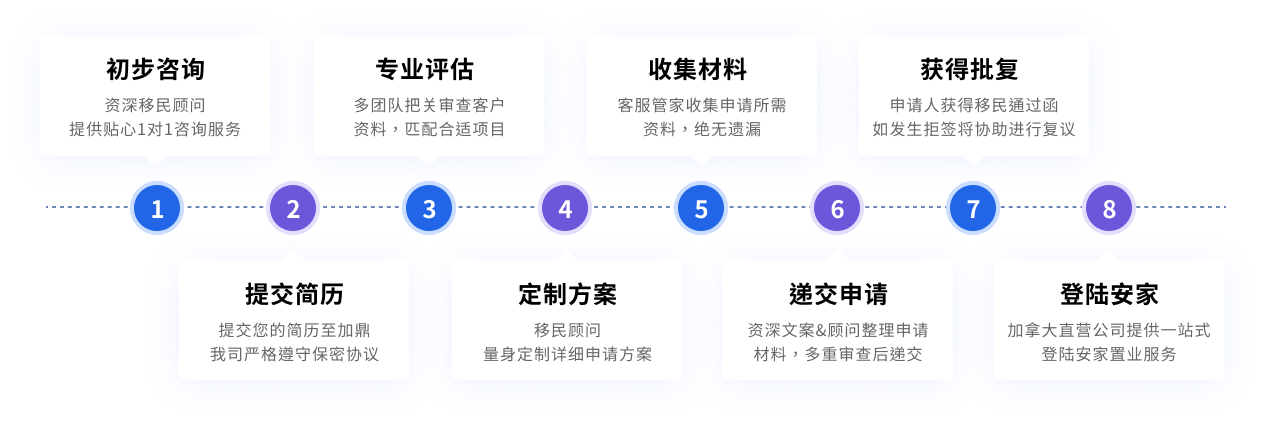 初步咨询
资深移民顾问
提供贴心1对1咨询服务
1
提交简历
提交您的简历至加鼎
我司严格遵守保密协议
2
专业评估
多团队把关审查客户
资料，匹配合适项目
3
定制方案
移民顾问
量身定制详细申请方案
4
收集材料
客服管家收集申请所需
资料，绝无遗漏
5
递交申请
资深文案&顾问整理申请
材料，多重审查后递交
6
获得批复
申请人获得移民通过函
如发生拒签将协助进行复议
7
登陆安家
加拿大直营公司提供一站式
登陆安家置业服务
8